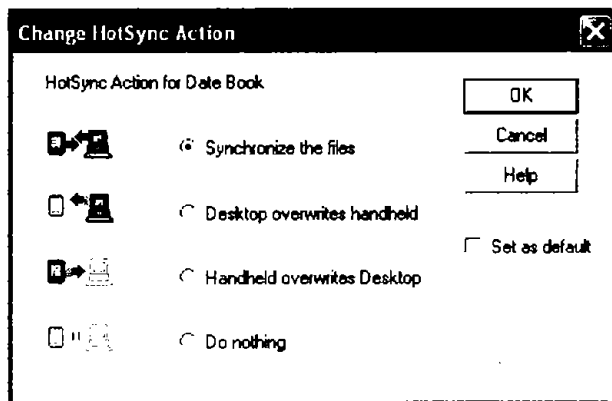 Change HotSync Action
HotSync Action for Date Book
OK
Synchronize the files
Cancel
Help
Desktop overwrites handheld
Set as default
Handheld overwrites Desktop
Do nothing